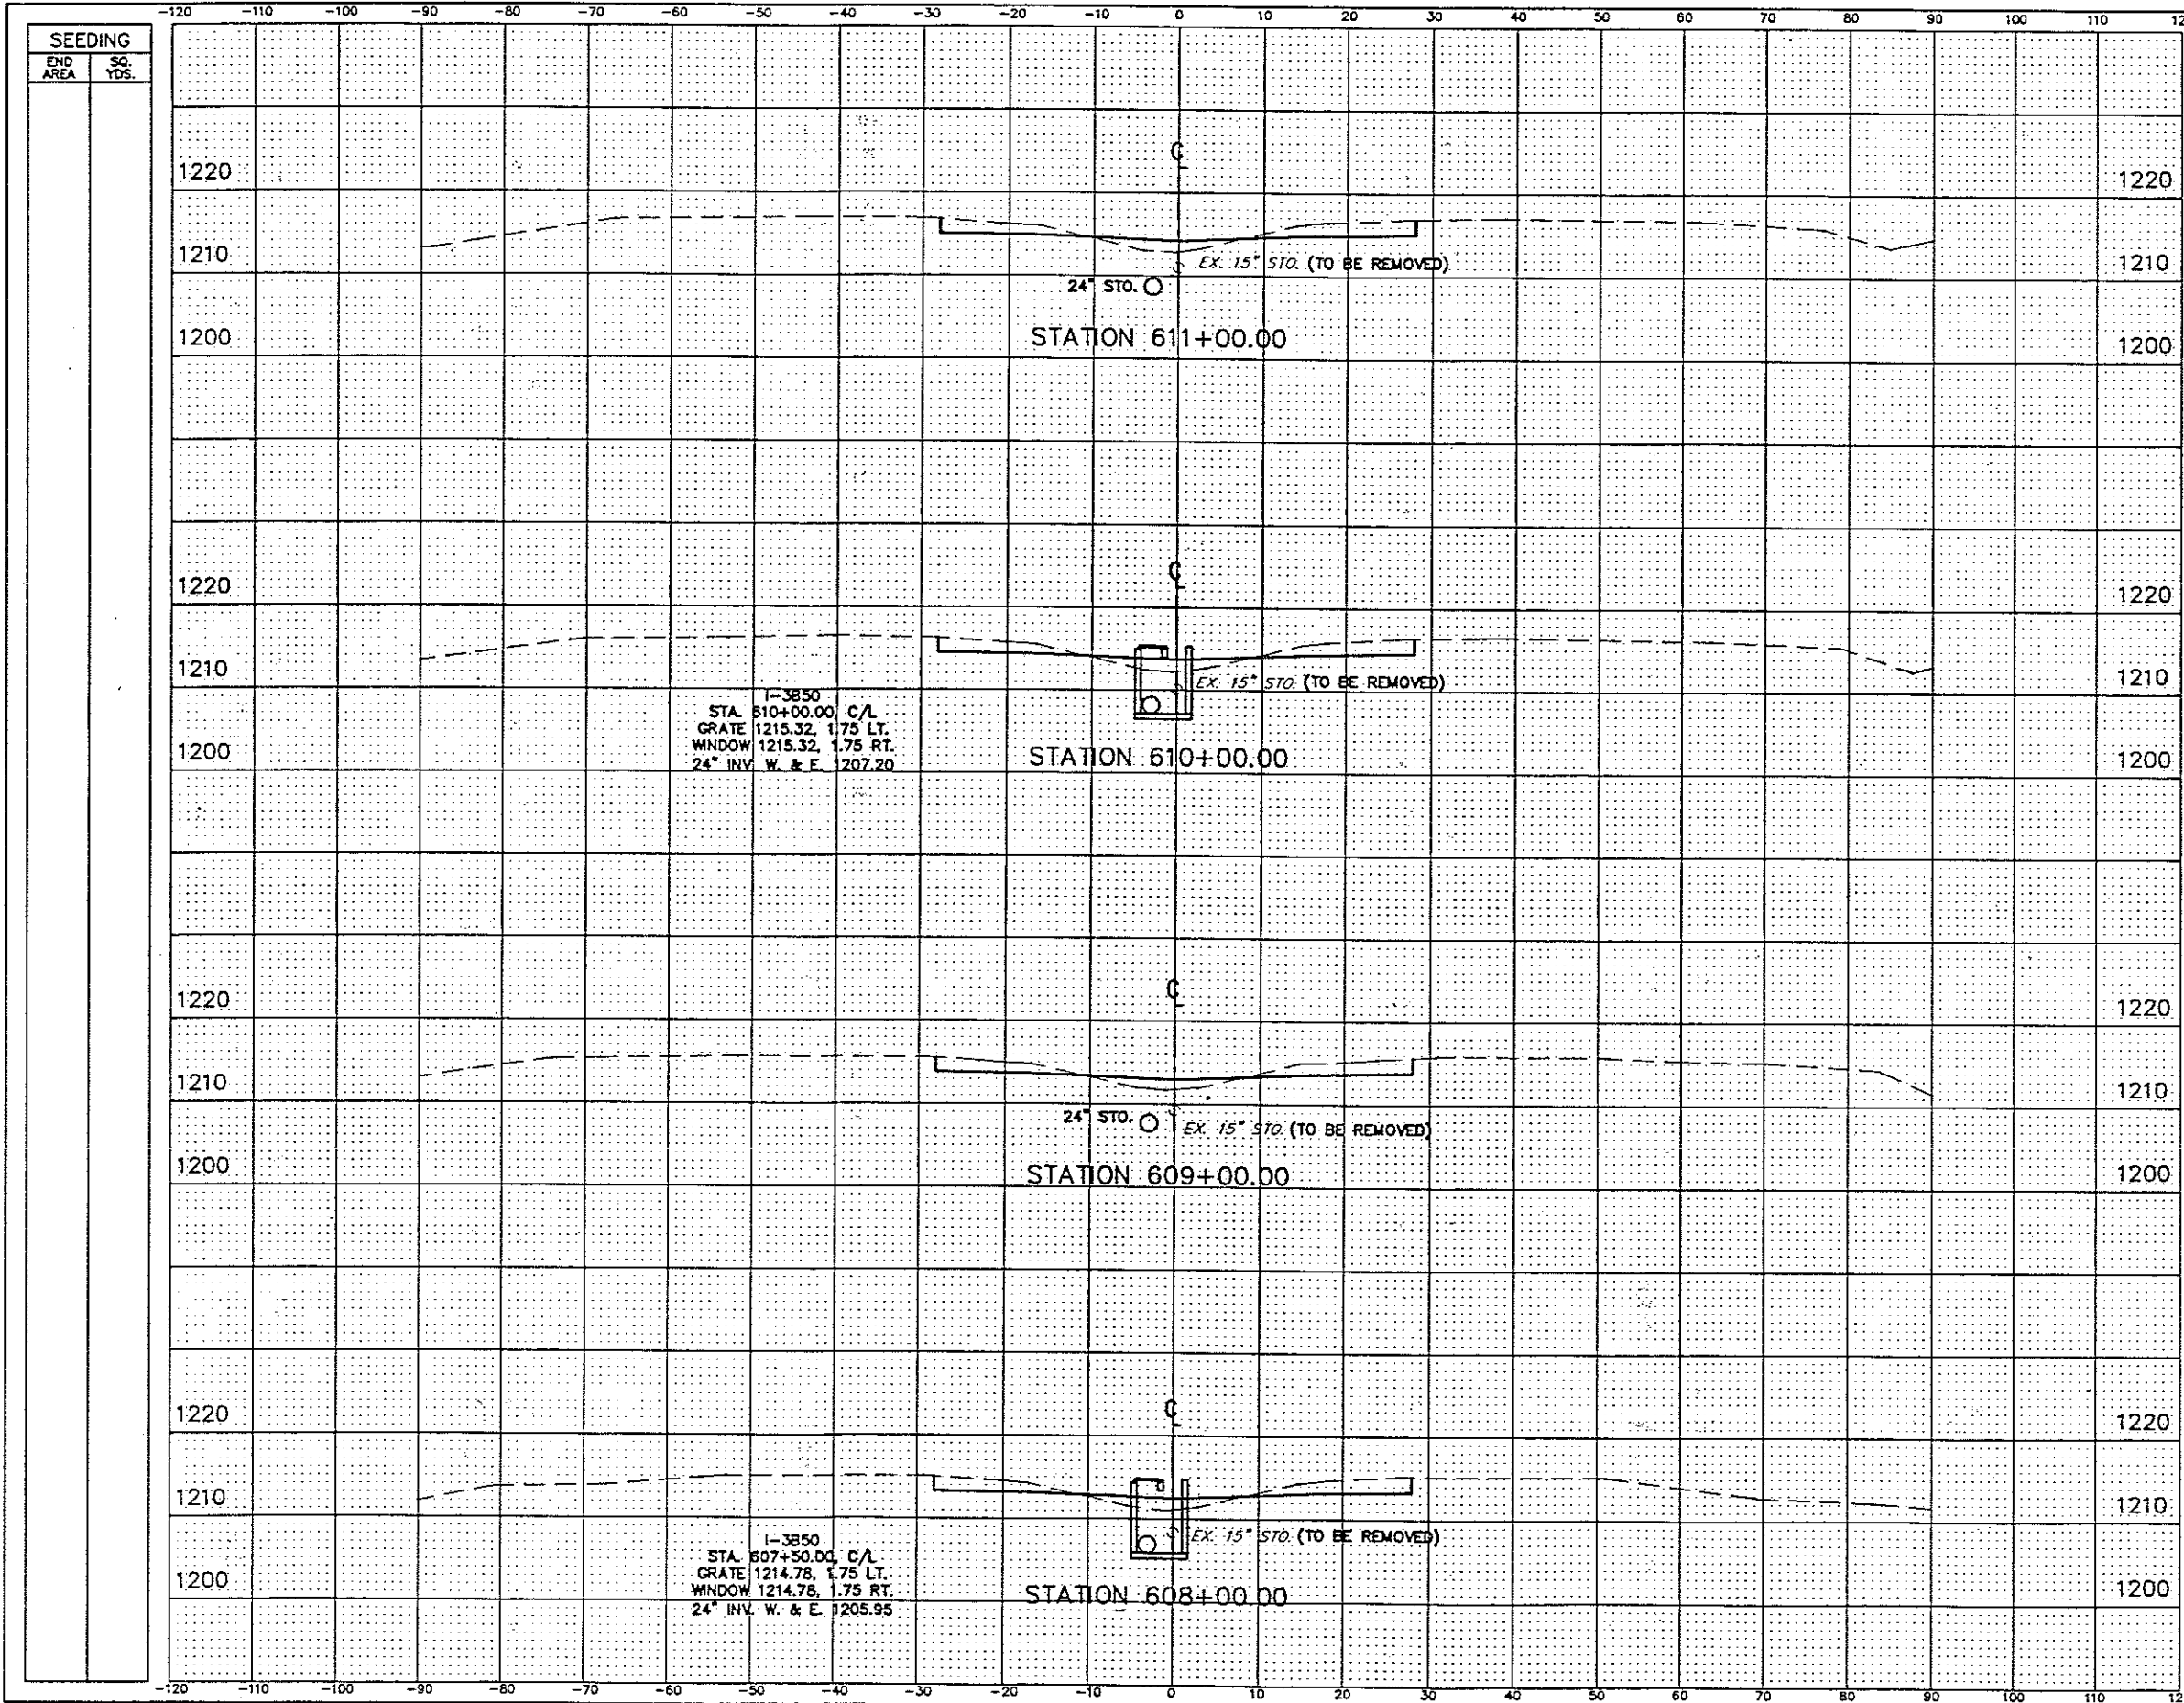 -120 -110 -100 -90 -80 -70 -60 -50 -40 -30 -20 -10 0 10 20 30 40 50 60 70 80 90 100 110 12
SEEDING
END AREA
SQ. YDS.
C L
1220 1220
1210 1210
EX. 15" STO. (TO BE REMOVED)
24" STO.
1200 1200
STATION 611+00.00
C L
1220 1220
1210 1210
EX. 15" STO. (TO BE REMOVED)
I-3850
STA. 610+00.00, C/L
GRATE 1215.32, 1.75 LT.
WINDOW 1215.32, 1.75 RT.
24" INV. W. & E. 1207.20
1200 1200
STATION 610+00.00
C L
1220 1220
1210 1210
24" STO.
EX. 15" STO. (TO BE REMOVED)
1200 1200
STATION 609+00.00
C L
1220 1220
1210 1210
EX. 15" STO. (TO BE REMOVED)
I-3850
STA. 607+50.00, C/L
GRATE 1214.78, 1.75 LT.
WINDOW 1214.78, 1.75 RT.
24" INV. W. & E. 1205.95
1200 1200
STATION 608+00.00
-120 -110 -100 -90 -80 -70 -60 -50 -40 -30 -20 -10 0 10 20 30 40 50 60 70 80 90 100 110 12